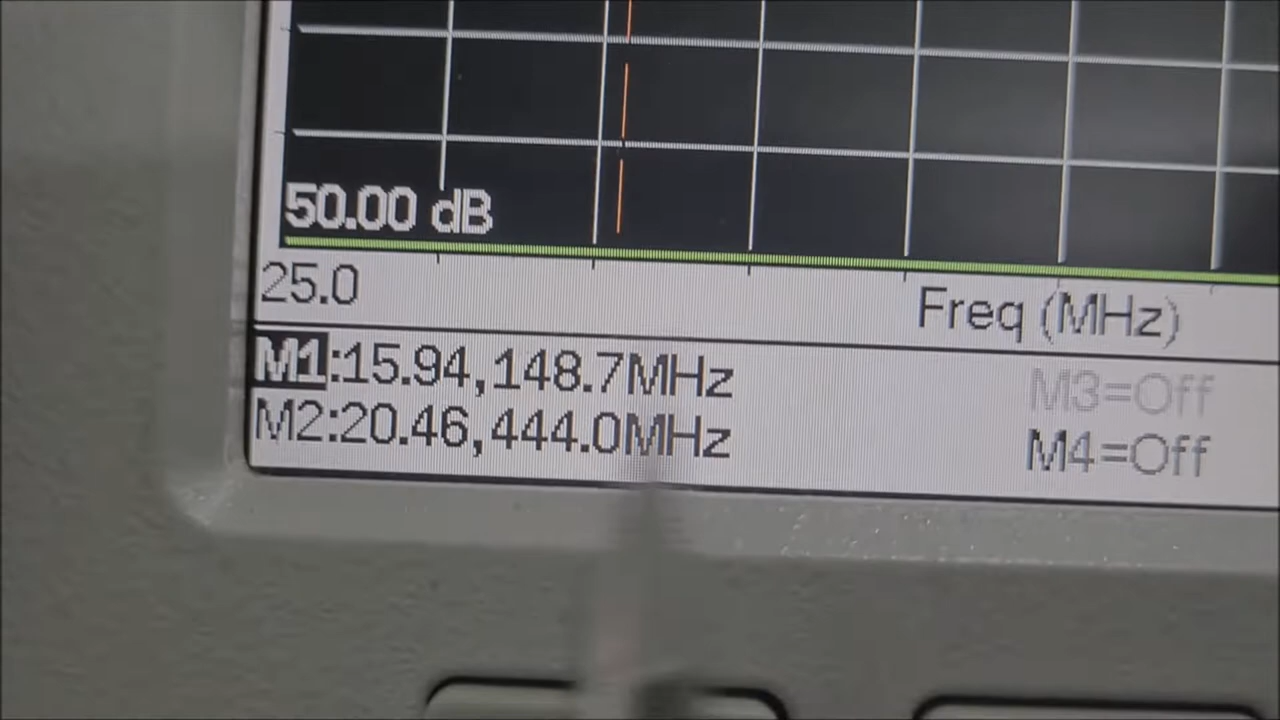 50.00 dB
25.0
Freq (MHz)
M1:15.94,148.7MHz
M3=Off
M2:20.46,444.0MHz
M4=Off